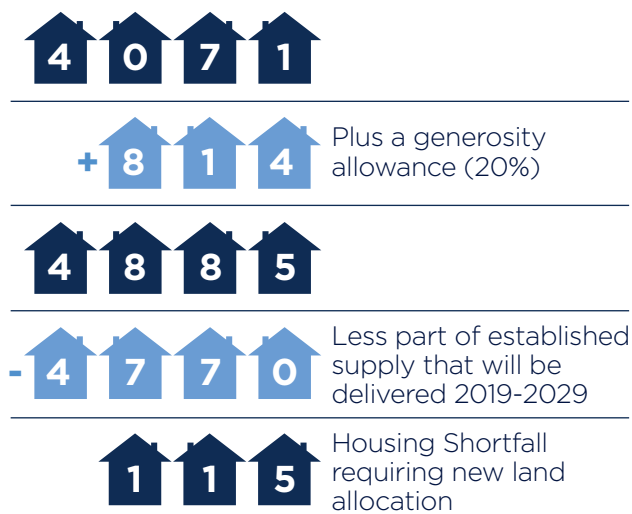 4071
+814
Plus a generosity
allowance (20%)
4885
-4770
Less part of established
supply that will be
delivered 2019-2029
115
Housing Shortfall
requiring new land
allocation